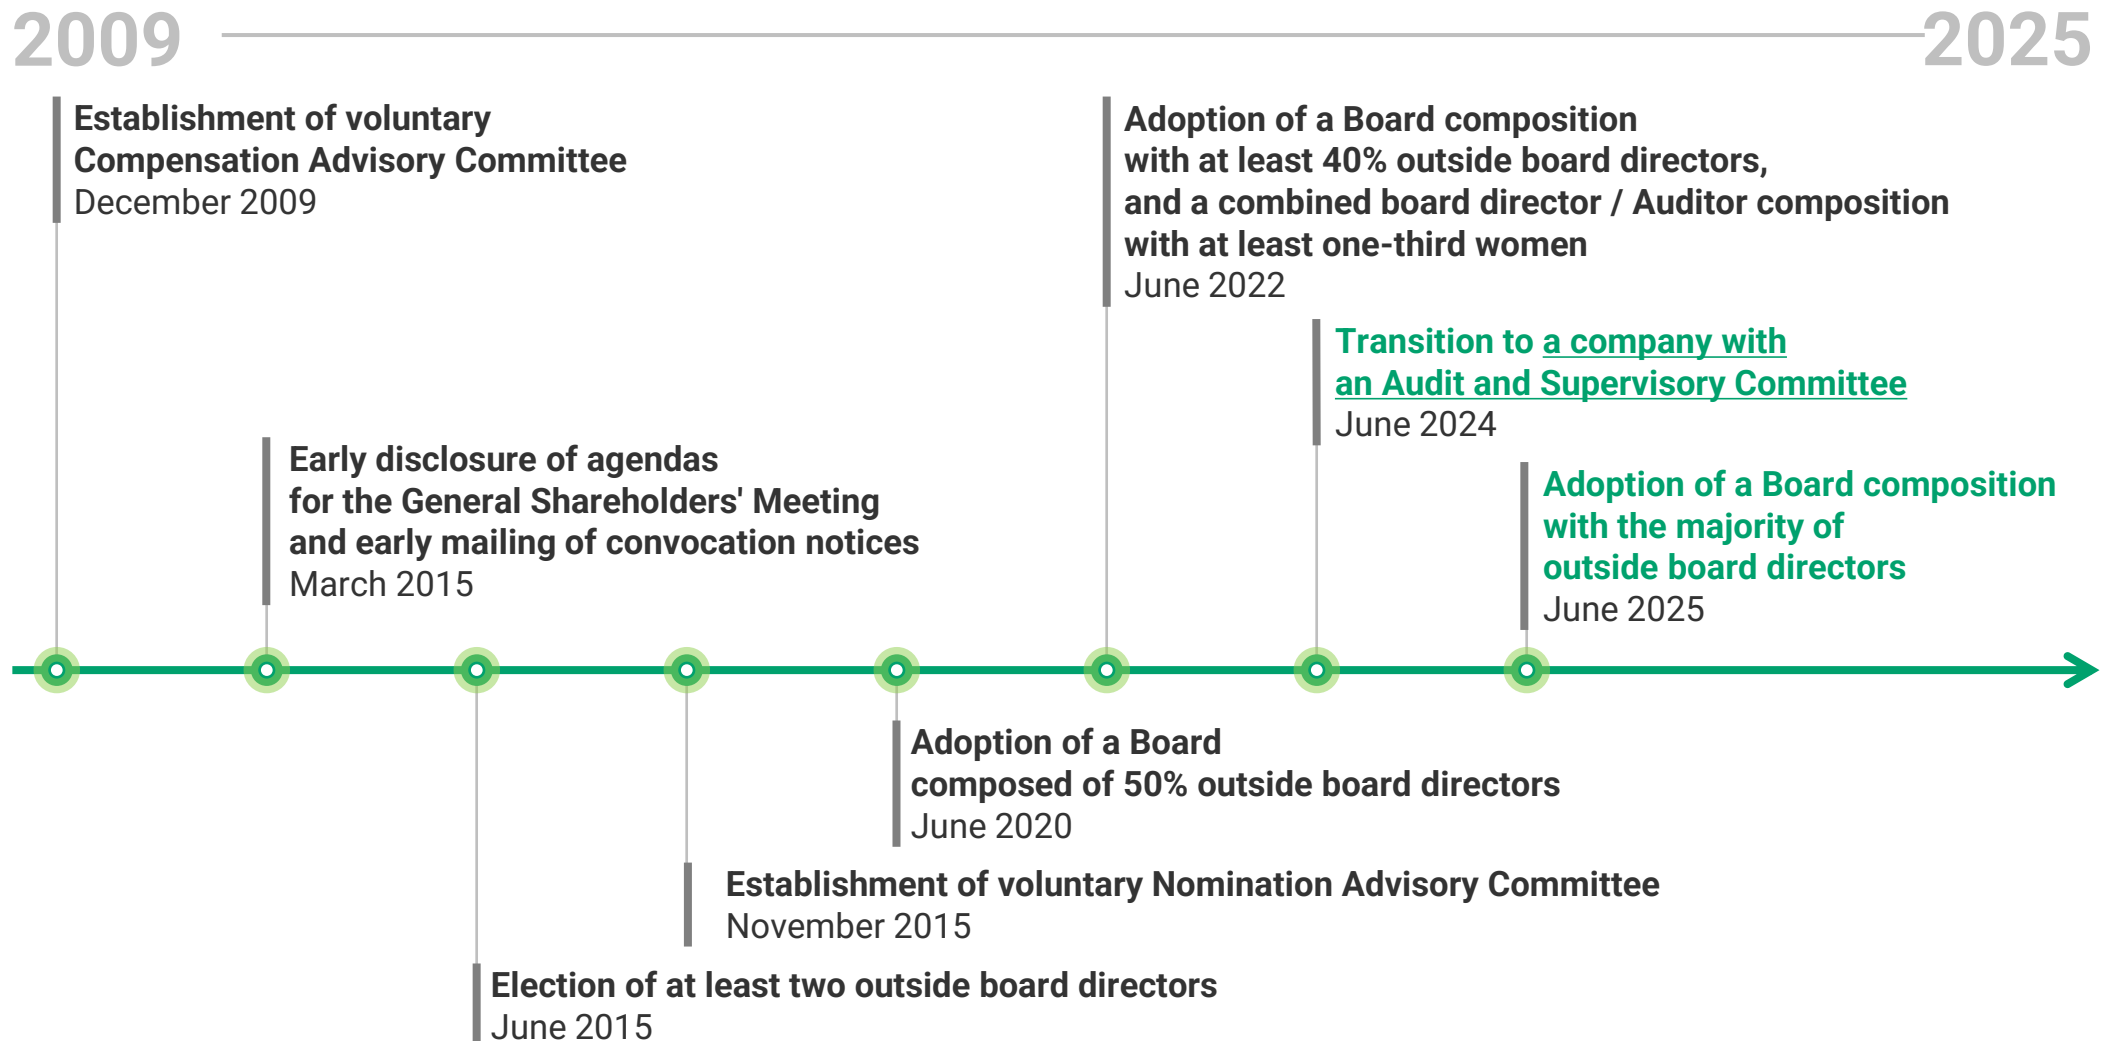 2009
2025
Establishment of voluntary
Compensation Advisory Committee
December 2009
Adoption of a Board composition
with at least 40% outside board directors,
and a combined board director / Auditor composition
with at least one-third women
June 2022
Transition to a company with
an Audit and Supervisory Committee
June 2024
Early disclosure of agendas
for the General Shareholders' Meeting
and early mailing of convocation notices
March 2015
Adoption of a Board composition
with the majority of
outside board directors
June 2025
Adoption of a Board
composed of 50% outside board directors
June 2020
Establishment of voluntary Nomination Advisory Committee
November 2015
Election of at least two outside board directors
June 2015